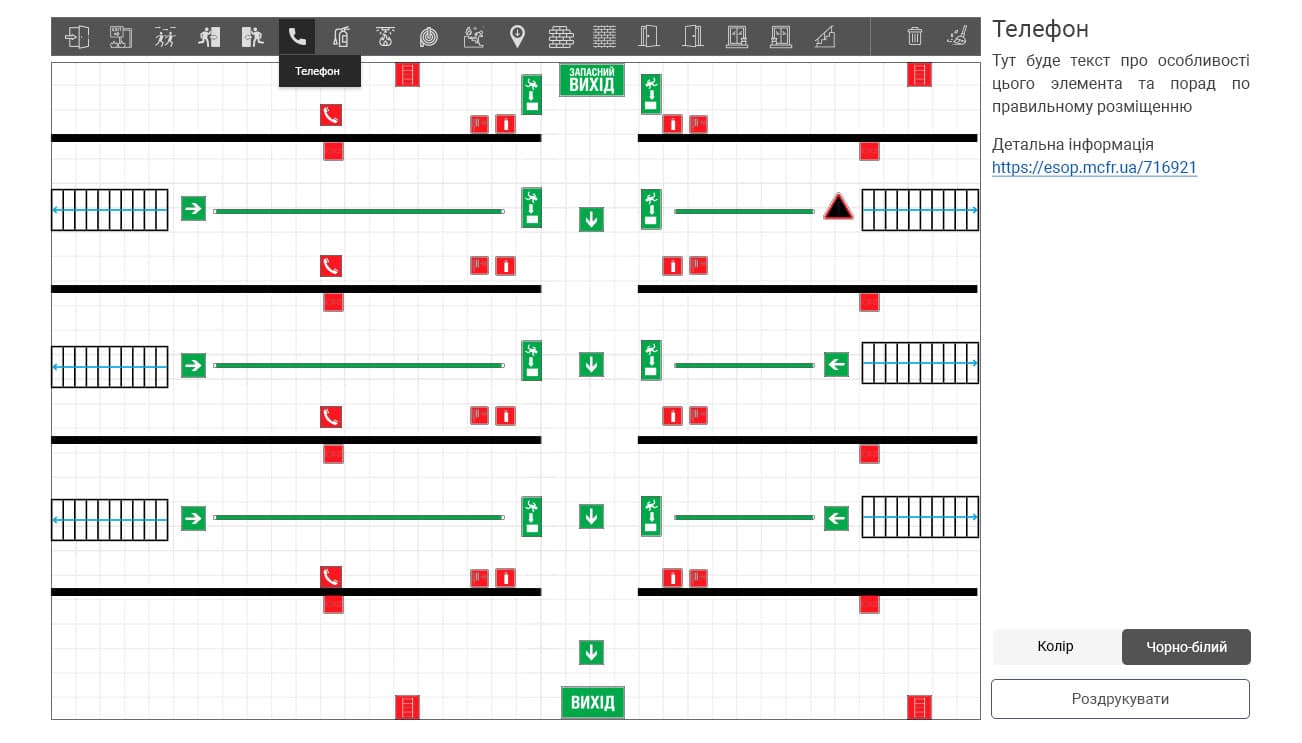 Телефон
Тут буде текст про особливості
цього элемента та порад по
правильному розміщенню
Детальна інформація
https://esop.mcfr.ua/716921
Телефон
ЗАПАСНИЙ
ВИХІД
ВИХІД
Колір
Чорно-білий
Роздрукувати